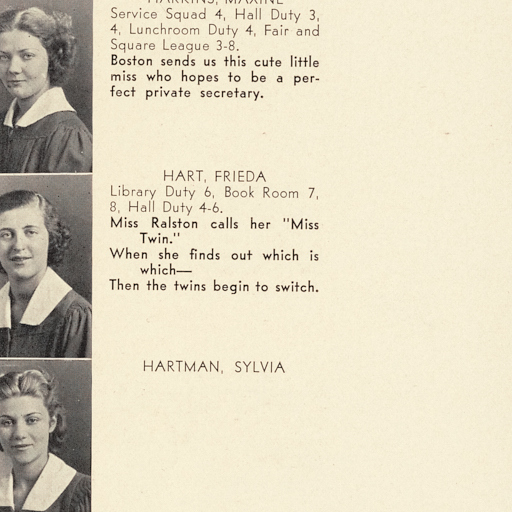 HARKINS, MAXINE
Service Squad 4, Hall Duty 3,
4, Lunchroom Duty 4, Fair and
Square League 3-8.
Boston sends us this cute little
miss who hopes to be a per-
fect private secretary.
HART, FRIEDA
Library Duty 6, Book Room 7,
8, Hall Duty 4-6.
Miss Ralston calls her "Miss
Twin."
When she finds out which is
which—
Then the twins begin to switch.
HARTMAN, SYLVIA